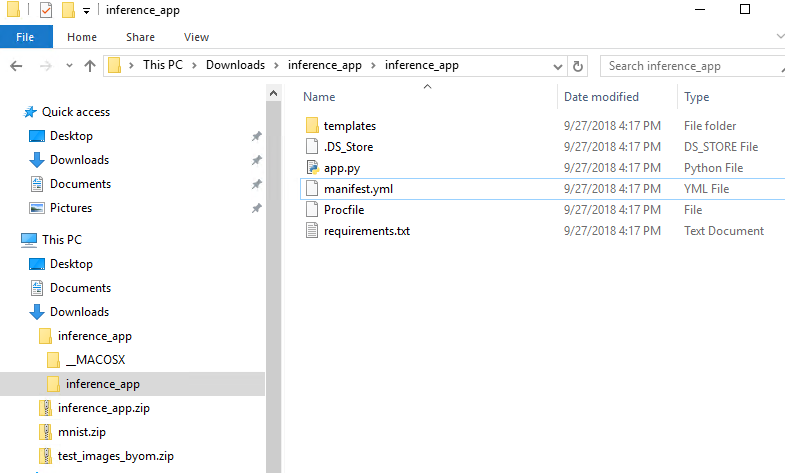 inference_app
File Home Share View
This PC Downloads inference_app inference_app Search inference_app
Name Date modified Type
Quick access
Desktop
Downloads
Documents
Pictures
This PC
Desktop
Documents
Downloads
inference_app
__MACOSX
inference_app
inference_app.zip
mnist.zip
test_images_byom.zip
templates 9/27/2018 4:17 PM File folder
.DS_Store 9/27/2018 4:17 PM DS_STORE File
app.py 9/27/2018 4:17 PM Python File
manifest.yml 9/27/2018 4:17 PM YML File
Procfile 9/27/2018 4:17 PM File
requirements.txt 9/27/2018 4:17 PM Text Document